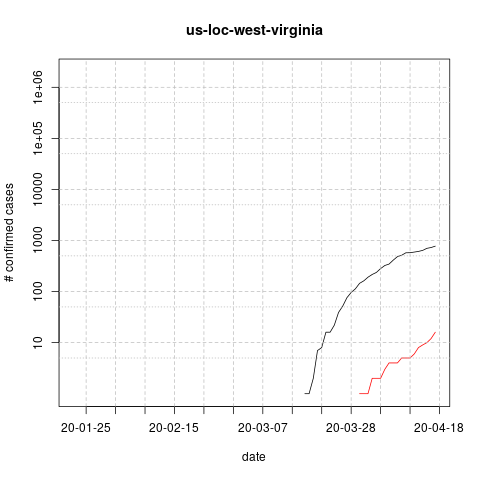 us-loc-west-virginia
1e+06
1e+05
10000
1000
100
10
# confirmed cases
20-01-25 20-02-15 20-03-07 20-03-28 20-04-18
date